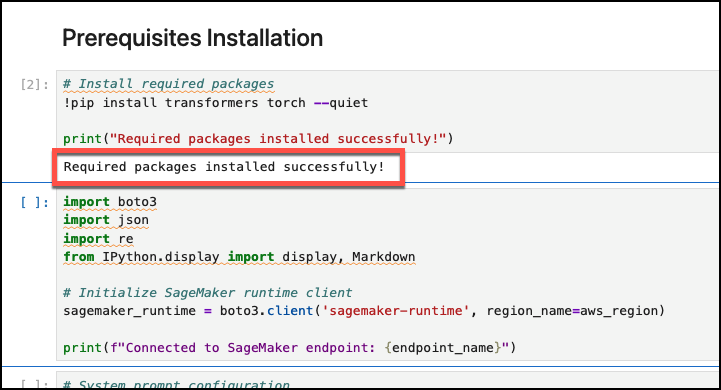 Prerequisites Installation
[2]:
# Install required packages
!pip install transformers torch --quiet
print("Required packages installed successfully!")
Required packages installed successfully!
[ ]:
import boto3
import json
import re
from IPython.display import display, Markdown
# Initialize SageMaker runtime client
sagemaker_runtime = boto3.client('sagemaker-runtime', region_name=aws_region)
print(f"Connected to SageMaker endpoint: {endpoint_name}")
[ ]:
# System prompt configuration